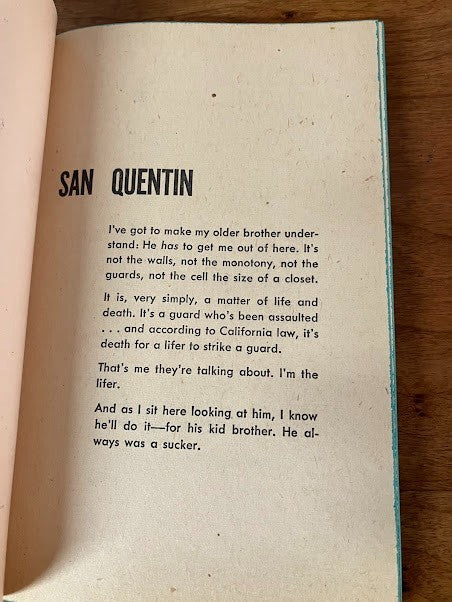 SAN QUENTIN
I've got to make my older brother under-
stand: He has to get me out of here. It's
not the walls, not the monotony, not the
guards, not the cell the size of a closet.
It is, very simply, a matter of life and
death. It's a guard who's been assaulted
. . . and according to California law, it's
death for a lifer to strike a guard.
That's me they're talking about. I'm the
lifer.
And as I sit here looking at him, I know
he'll do it—for his kid brother. He al-
ways was a sucker.